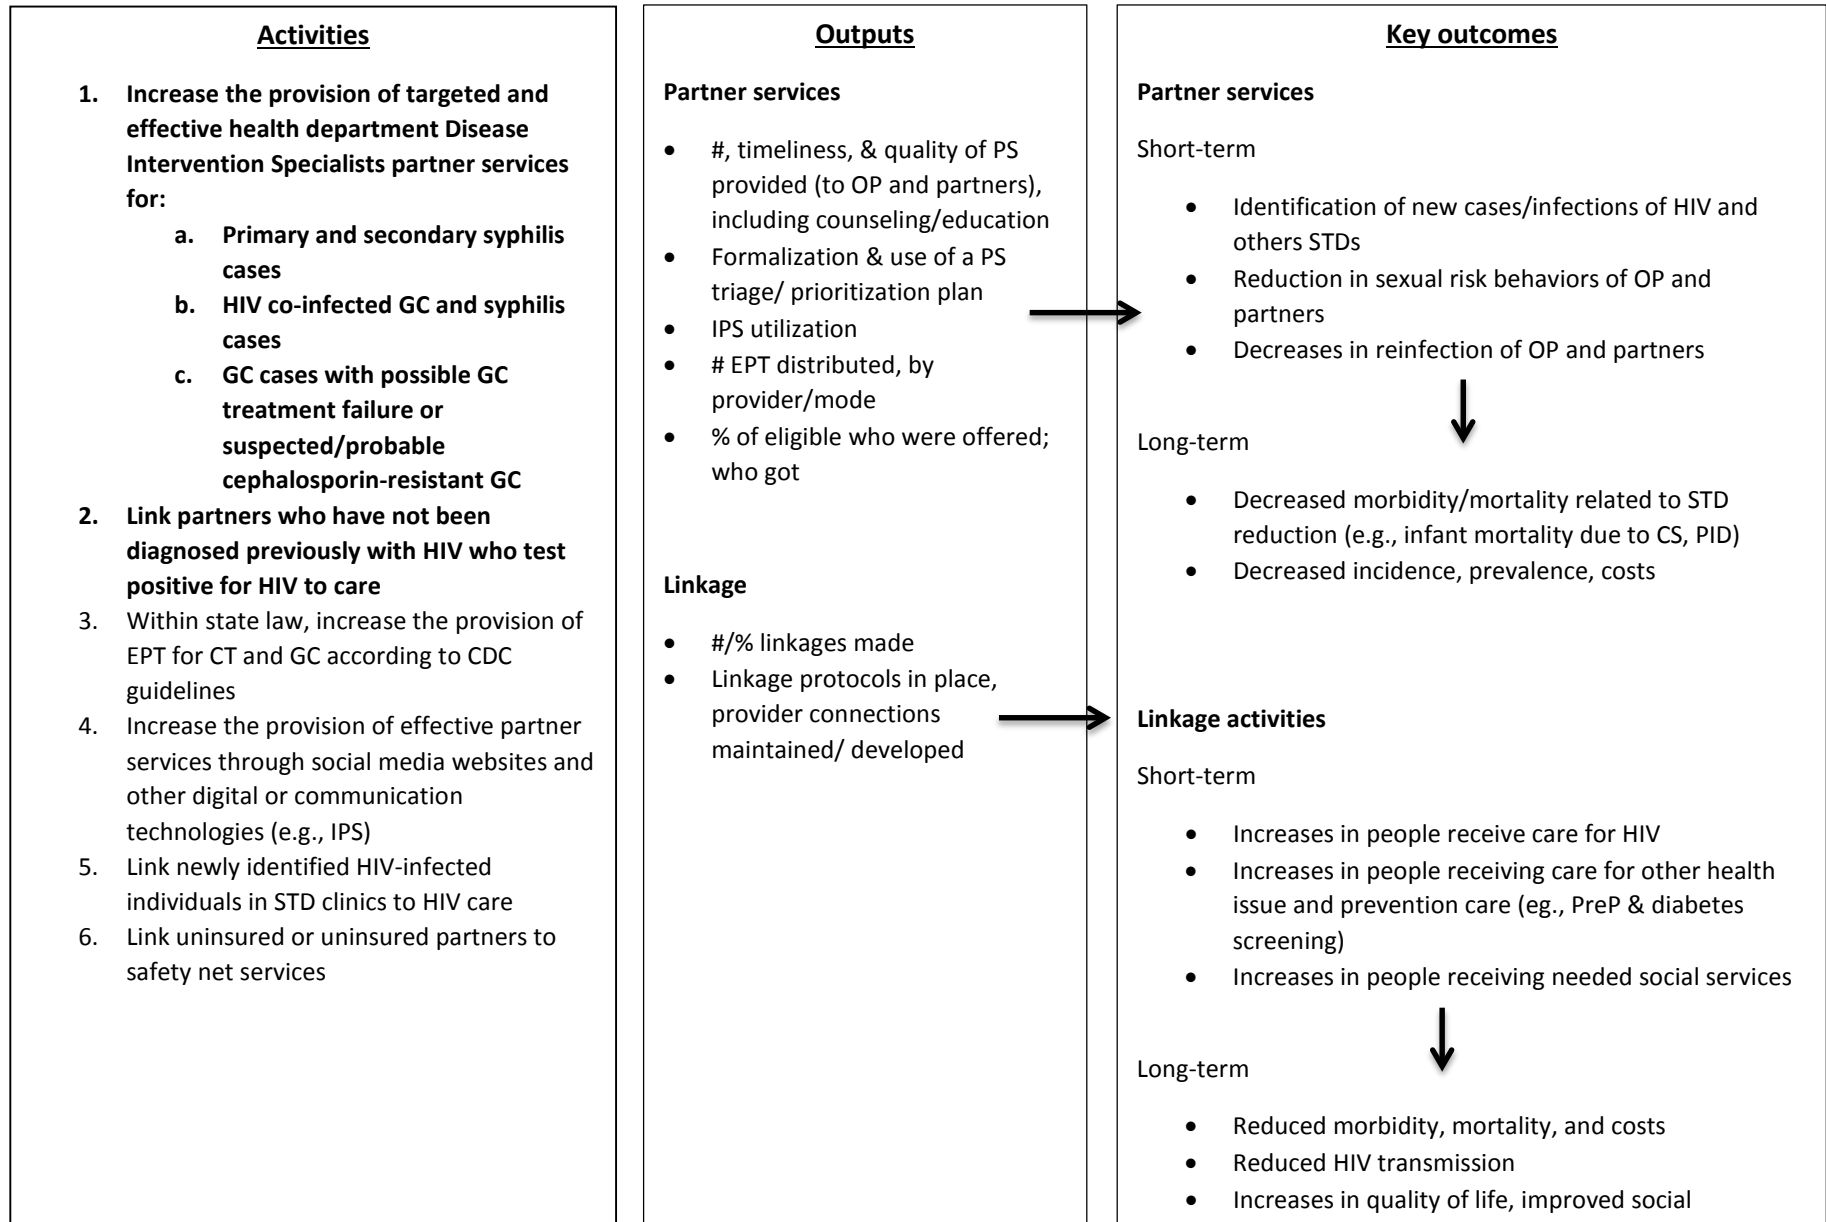 Activities
1. Increase the provision of targeted and
effective health department Disease
Intervention Specialists partner services
for:
a. Primary and secondary syphilis
cases
b. HIV co-infected GC and syphilis
cases
c. GC cases with possible GC
treatment failure or
suspected/probable
cephalosporin-resistant GC
2. Link partners who have not been
diagnosed previously with HIV who test
positive for HIV to care
3. Within state law, increase the provision of
EPT for CT and GC according to CDC
guidelines
4. Increase the provision of effective partner
services through social media websites and
other digital or communication
technologies (e.g., IPS)
5. Link newly identified HIV-infected
individuals in STD clinics to HIV care
6. Link uninsured or uninsured partners to
safety net services
Outputs
Partner services
• #, timeliness, & quality of PS
provided (to OP and partners),
including counseling/education
• Formalization & use of a PS
triage/ prioritization plan
• IPS utilization
• # EPT distributed, by
provider/mode
• % of eligible who were offered;
who got
Linkage
• #/% linkages made
• Linkage protocols in place,
provider connections
maintained/ developed
Key outcomes
Partner services
Short-term
• Identification of new cases/infections of HIV and
others STDs
• Reduction in sexual risk behaviors of OP and
partners
• Decreases in reinfection of OP and partners
Long-term
• Decreased morbidity/mortality related to STD
reduction (e.g., infant mortality due to CS, PID)
• Decreased incidence, prevalence, costs
Linkage activities
Short-term
• Increases in people receive care for HIV
• Increases in people receiving care for other health
issue and prevention care (eg., PreP & diabetes
screening)
• Increases in people receiving needed social services
Long-term
• Reduced morbidity, mortality, and costs
• Reduced HIV transmission
• Increases in quality of life, improved social